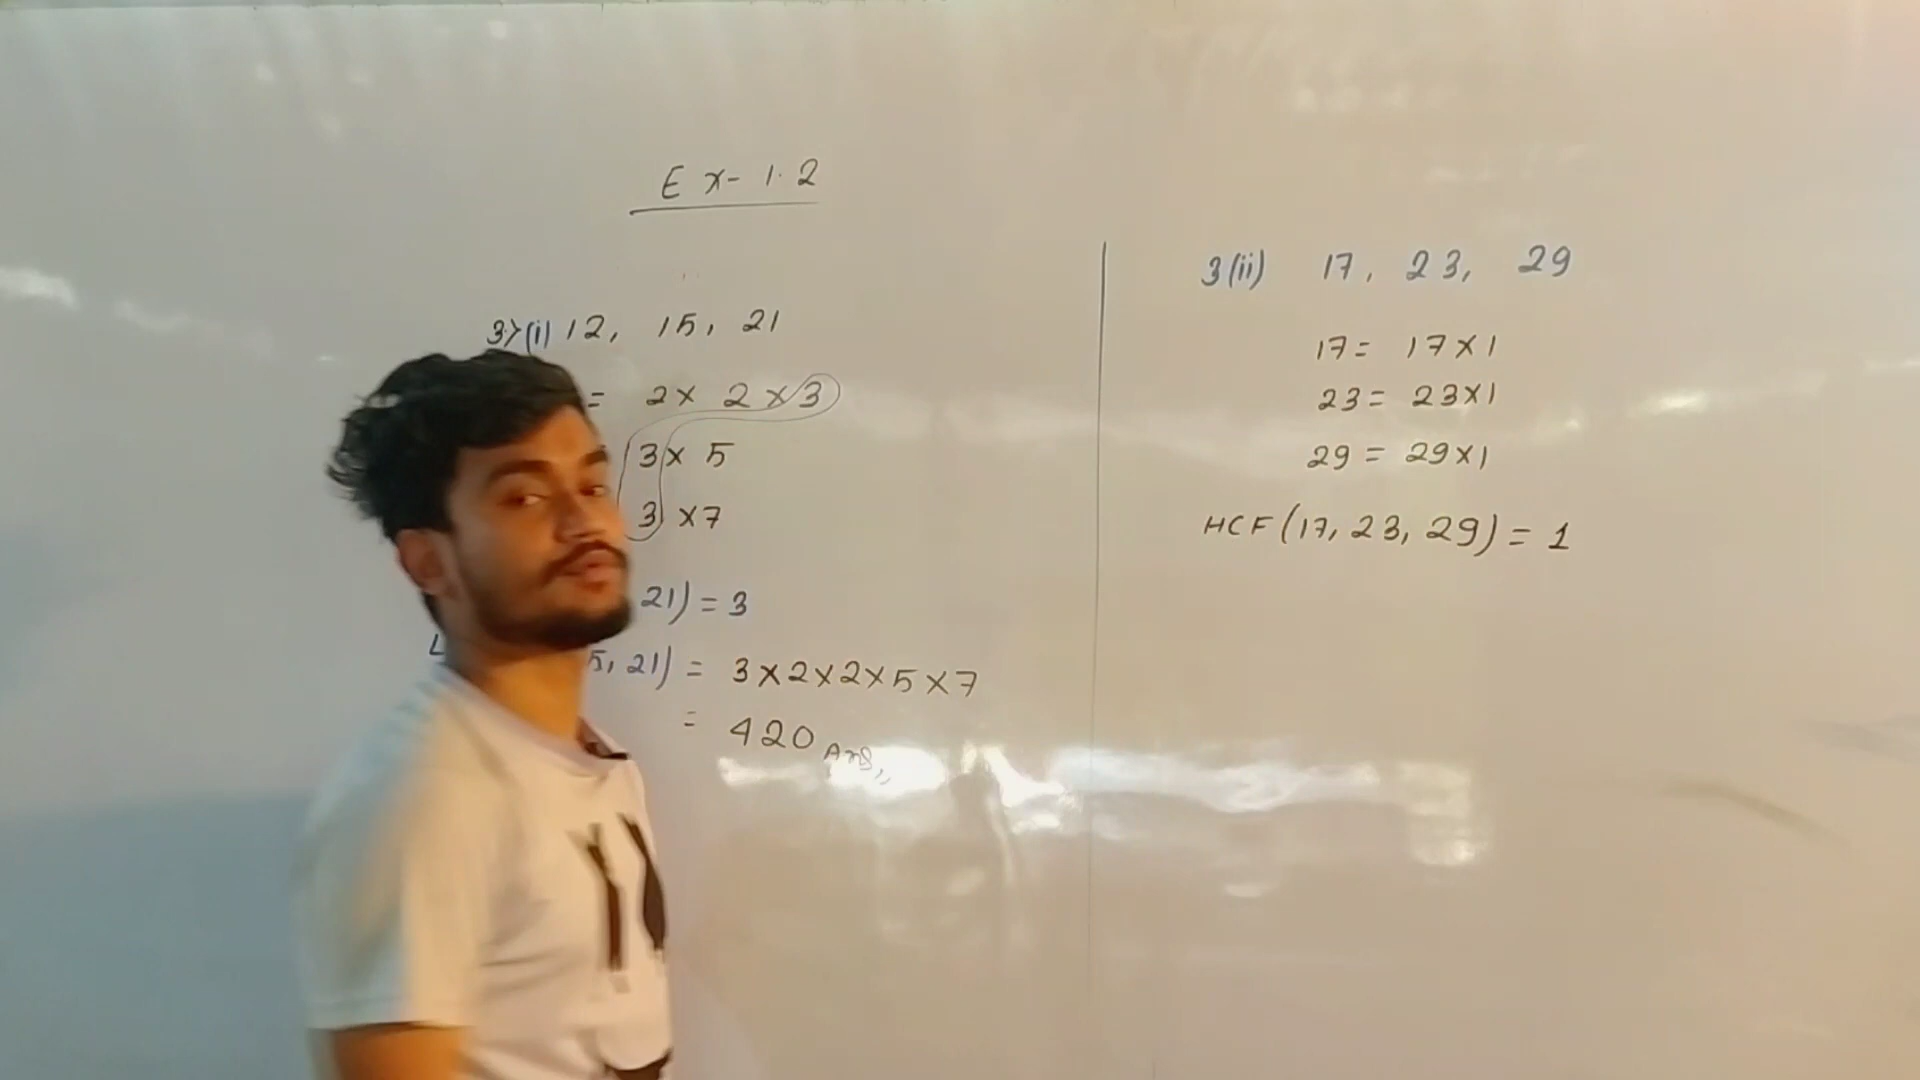 Ex- 1.2
3>(i) 12, 15, 21
= 2 x 2 x 3
3 x 5
3 x 7
21) = 3
L 5, 21) = 3 x 2 x 2 x 5 x 7
= 420 Ans,,
3(ii) 17, 23, 29
17 = 17 x 1
23 = 23 x 1
29 = 29 x 1
HCF (17, 23, 29) = 1